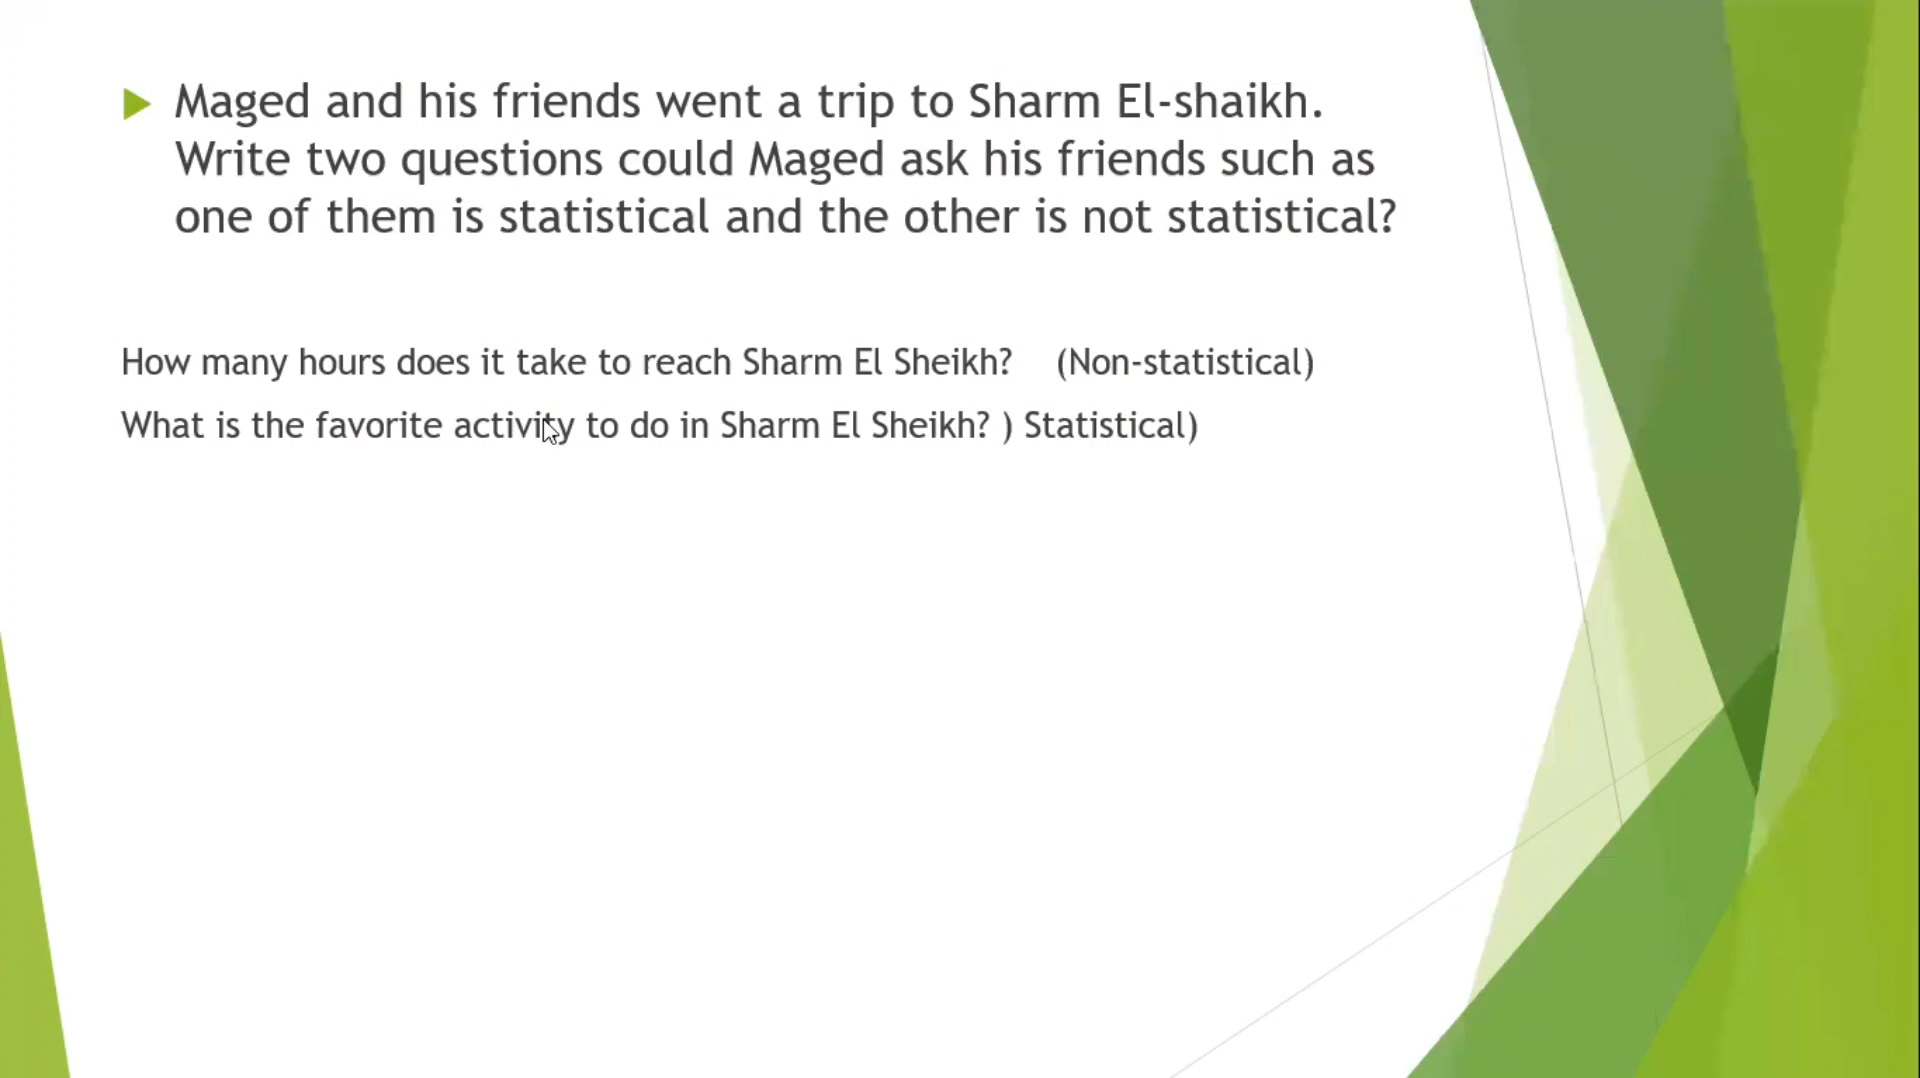 Maged and his friends went a trip to Sharm El-shaikh.
Write two questions could Maged ask his friends such as
one of them is statistical and the other is not statistical?
How many hours does it take to reach Sharm El Sheikh? (Non-statistical)
What is the favorite activity to do in Sharm El Sheikh? ) Statistical)